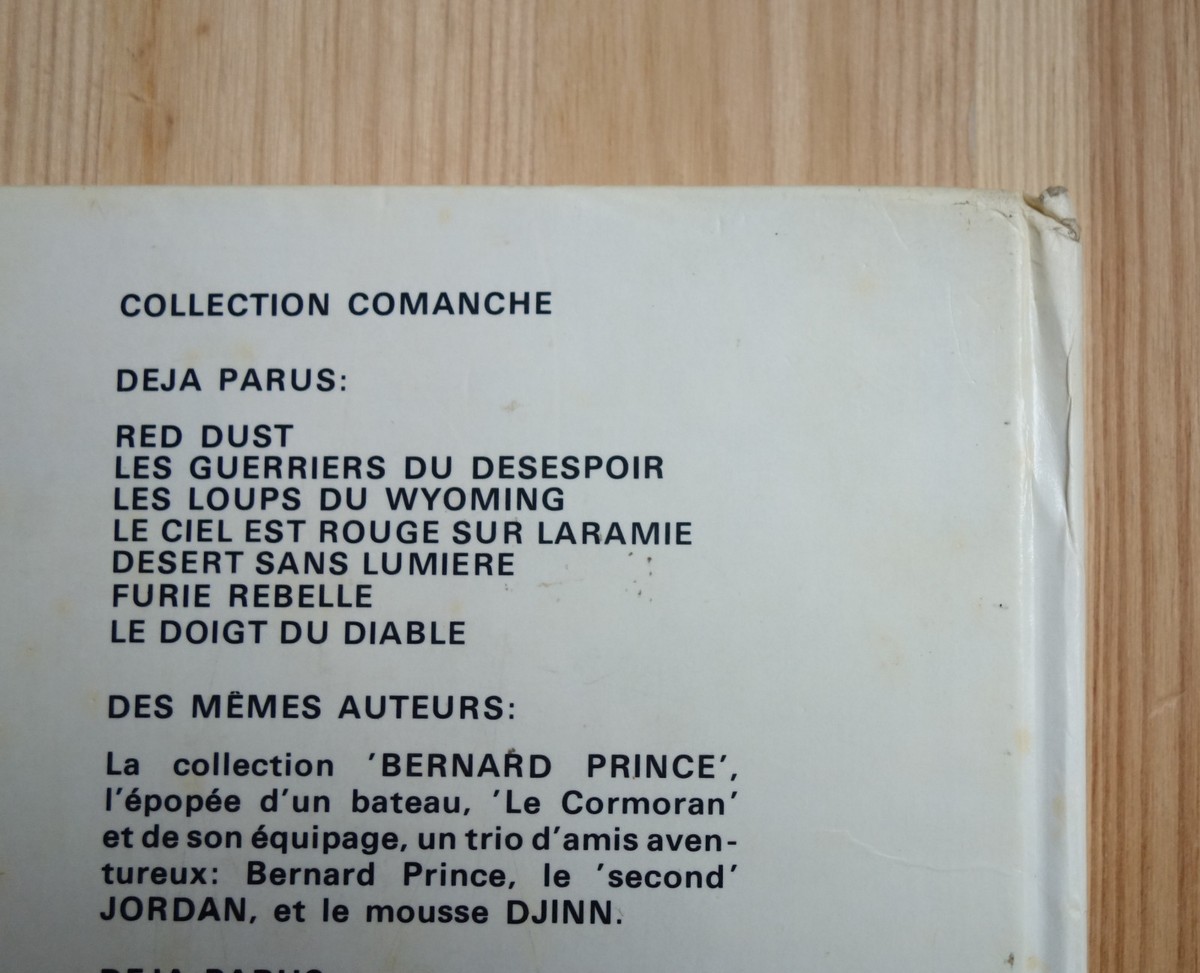 COLLECTION COMANCHE
DEJA PARUS:
RED DUST
LES GUERRIERS DU DESESPOIR
LES LOUPS DU WYOMING
LE CIEL EST ROUGE SUR LARAMIE
DESERT SANS LUMIERE
FURIE REBELLE
LE DOIGT DU DIABLE
DES MÊMES AUTEURS:
La collection 'BERNARD PRINCE',
l'épopée d'un bateau, 'Le Cormoran'
et de son équipage, un trio d'amis aven-
tureux: Bernard Prince, le 'second'
JORDAN, et le mousse DJINN.
DEJA PARUS